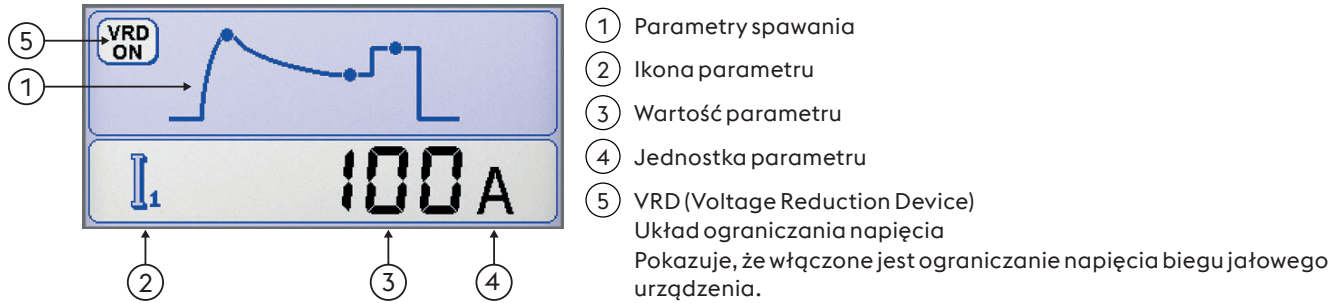 VRD
ON
5
1
I1
100 A
2
3
4
1 Parametry spawania
2 Ikona parametru
3 Wartość parametru
4 Jednostka parametru
5 VRD (Voltage Reduction Device)
Układ ograniczania napięcia
Pokazuje, że włączone jest ograniczanie napięcia biegu jałowego
urządzenia.